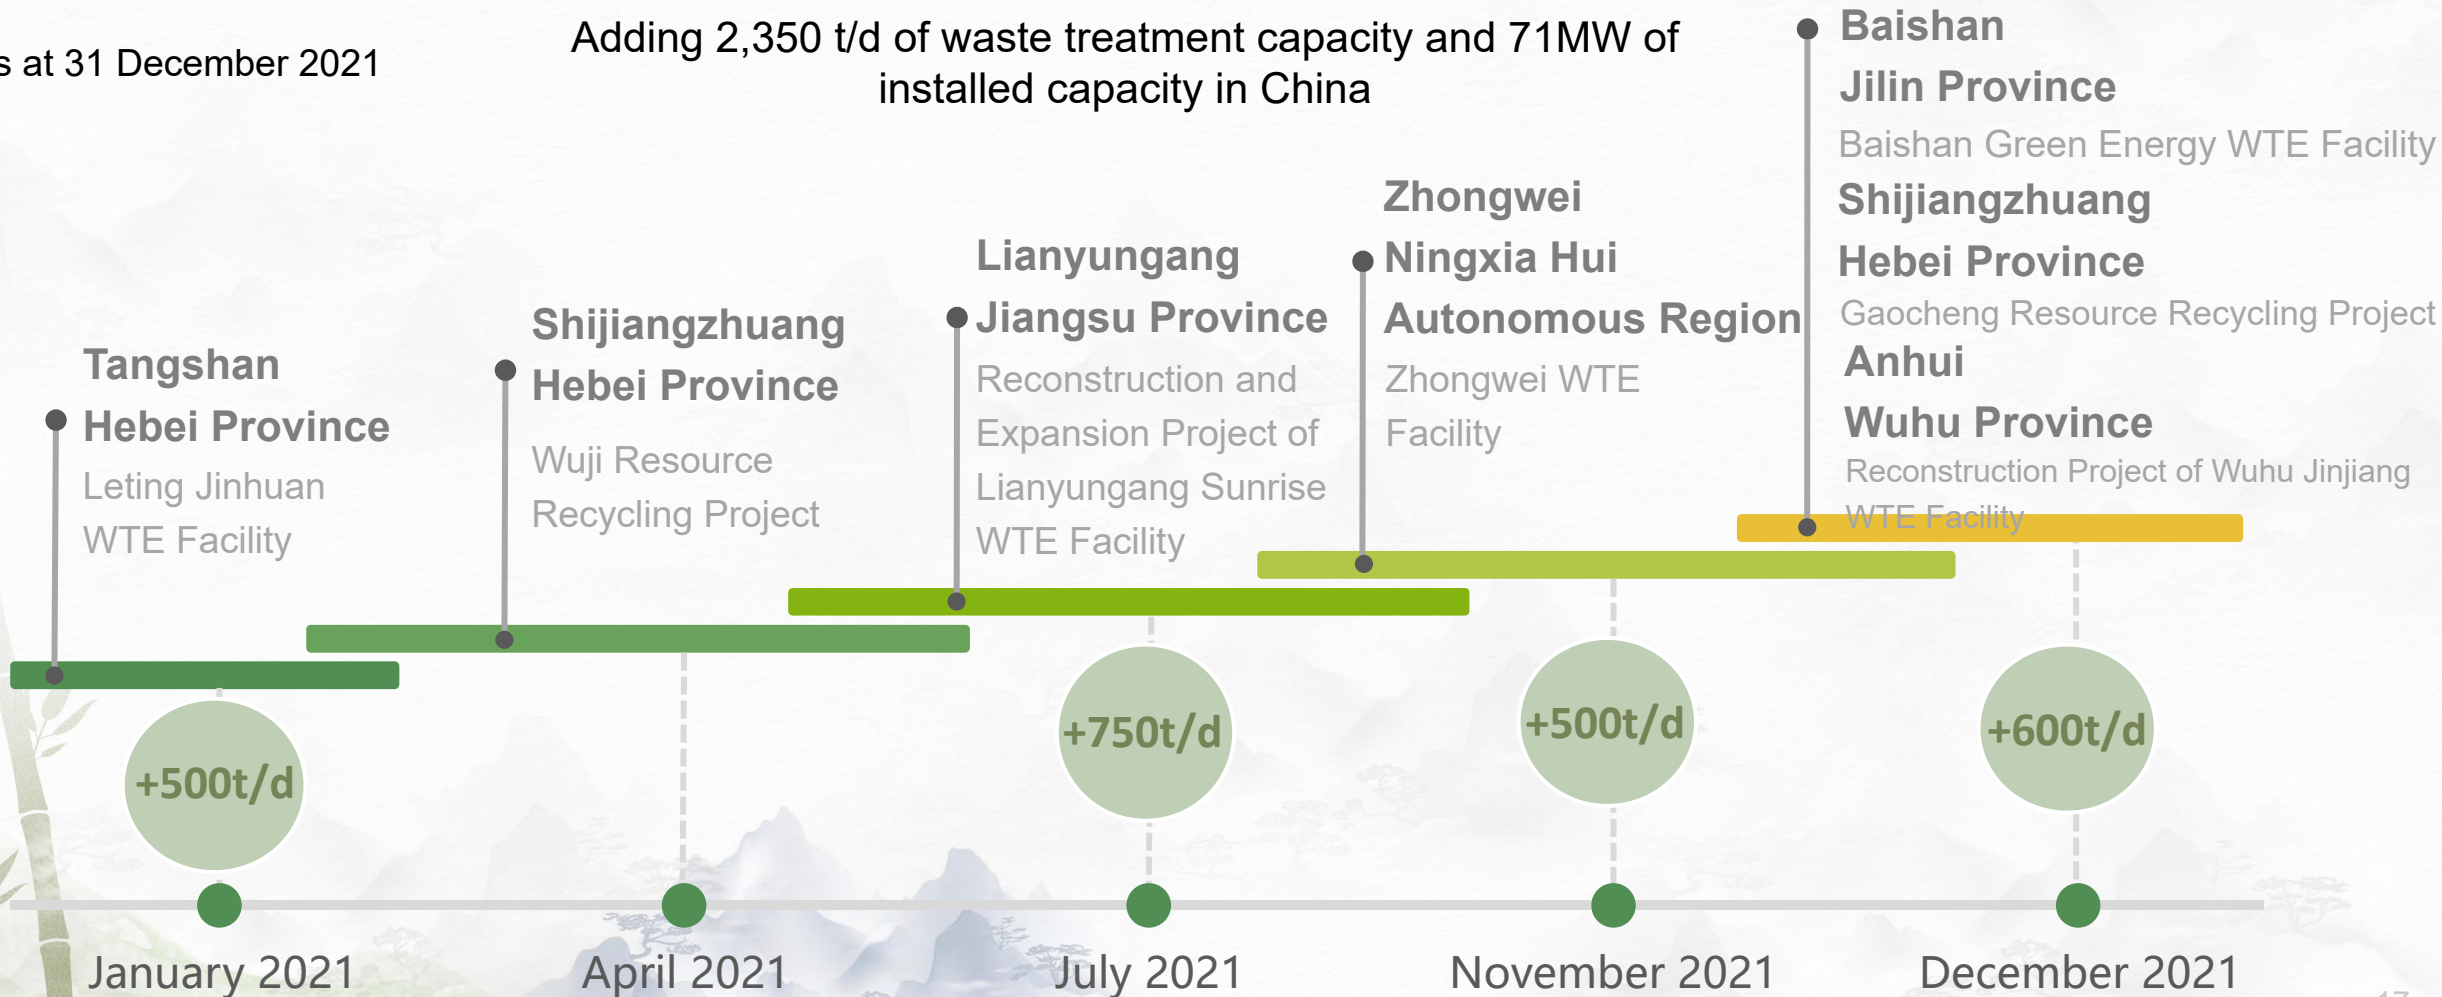 s at 31 December 2021
Adding 2,350 t/d of waste treatment capacity and 71MW of
installed capacity in China
Tangshan
Hebei Province
Leting Jinhuan
WTE Facility
Shijiangzhuang
Hebei Province
Wuji Resource
Recycling Project
Lianyungang
Jiangsu Province
Reconstruction and
Expansion Project of
Lianyungang Sunrise
WTE Facility
Zhongwei
Ningxia Hui
Autonomous Region
Zhongwei WTE
Facility
Baishan
Jilin Province
Baishan Green Energy WTE Facility
Shijiangzhuang
Hebei Province
Gaocheng Resource Recycling Project
Anhui
Wuhu Province
Reconstruction Project of Wuhu Jinjiang
WTE Facility
+500t/d
+750t/d
+500t/d
+600t/d
January 2021
April 2021
July 2021
November 2021
December 2021